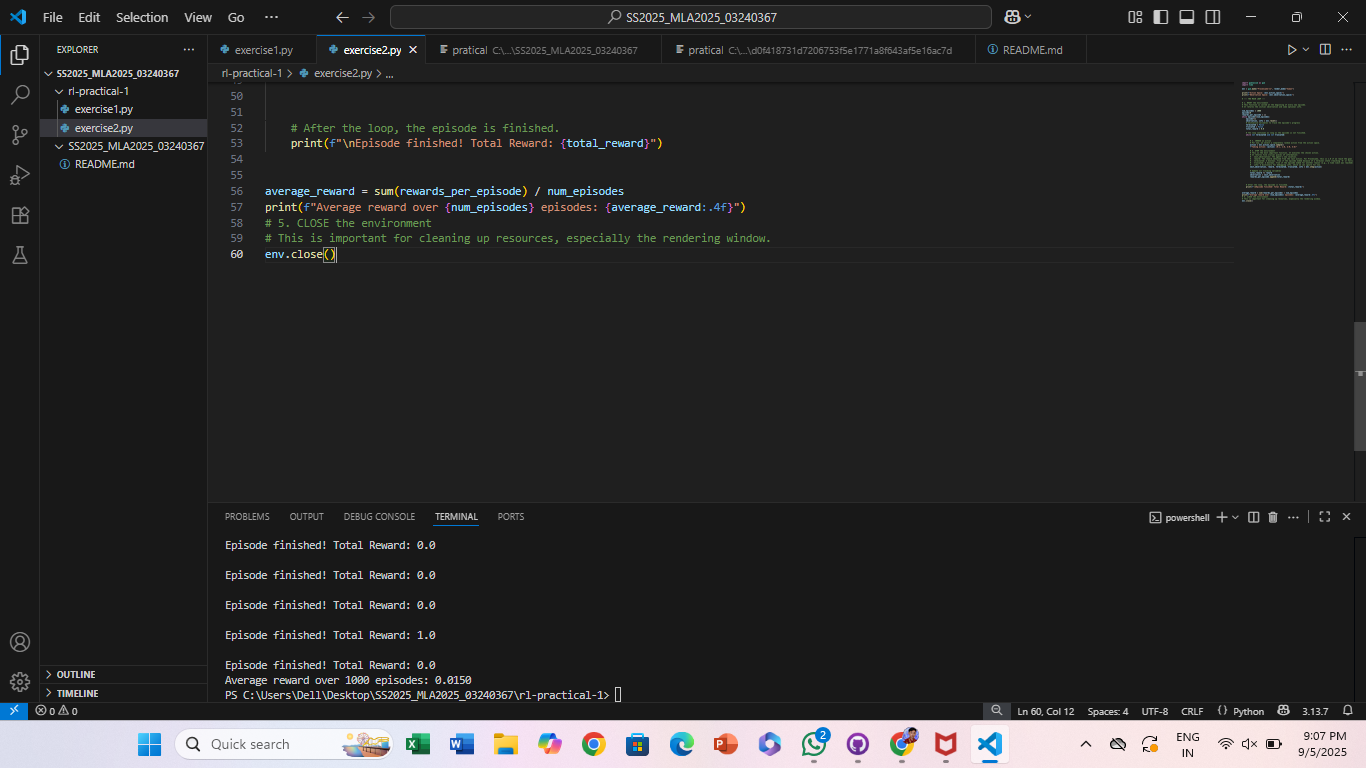 File Edit Selection View Go ··· SS2025_MLA2025_03240367
EXPLORER ···
exercise1.py exercise2.py pratical C:\...\SS2025_MLA2025_03240367 pratical C:\...\d0f418731d7206753f5e1771a8f643af5e16ac7d README.md
rl-practical-1 > exercise2.py > ...
SS2025_MLA2025_03240367
rl-practical-1
exercise1.py
exercise2.py
SS2025_MLA2025_03240367
README.md
50
51
52 # After the loop, the episode is finished.
53 print(f"\nEpisode finished! Total Reward: {total_reward}")
54
55
56 average_reward = sum(rewards_per_episode) / num_episodes
57 print(f"Average reward over {num_episodes} episodes: {average_reward:.4f}")
58 # 5. CLOSE the environment
59 # This is important for cleaning up resources, especially the rendering window.
60 env.close()
PROBLEMS OUTPUT DEBUG CONSOLE TERMINAL PORTS powershell
Episode finished! Total Reward: 0.0
Episode finished! Total Reward: 0.0
Episode finished! Total Reward: 0.0
Episode finished! Total Reward: 1.0
Episode finished! Total Reward: 0.0
Average reward over 1000 episodes: 0.0150
PS C:\Users\Dell\Desktop\SS2025_MLA2025_03240367\rl-practical-1>
OUTLINE
TIMELINE
0 0 Ln 60, Col 12 Spaces: 4 UTF-8 CRLF {} Python 3.13.7
Quick search 2 ENG IN 9:07 PM 9/5/2025